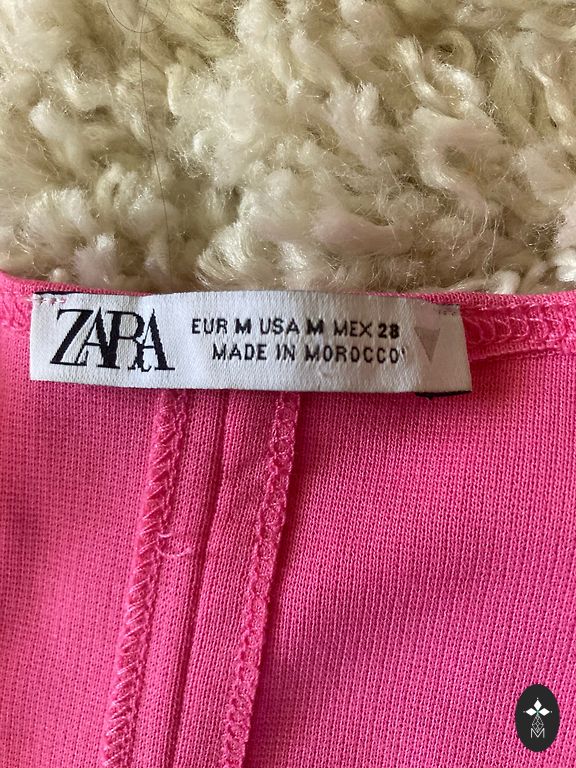 ZARA
EUR M USA M MEX 28
MADE IN MOROCCO
M